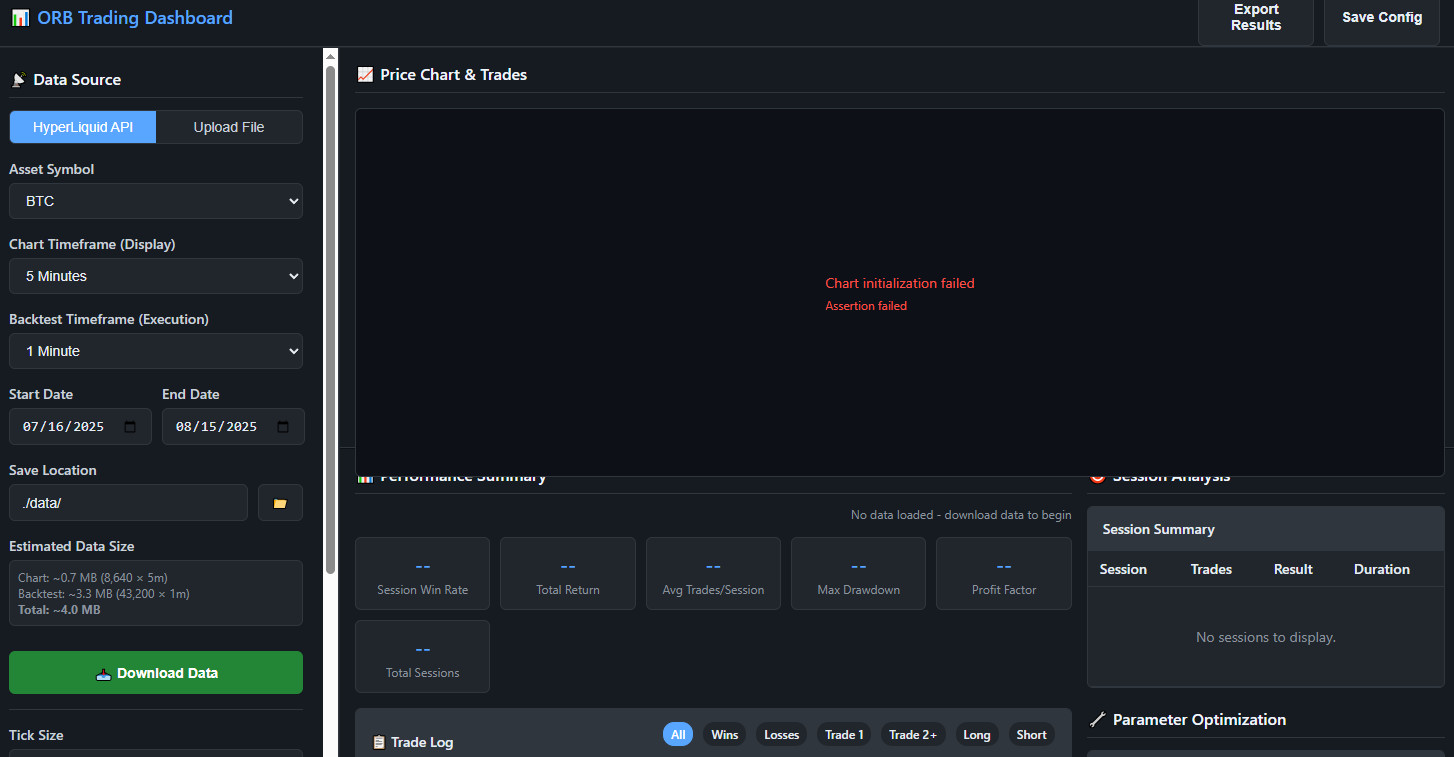 ORB Trading Dashboard
Export
Results
Save Config
Data Source
HyperLiquid API
Upload File
Asset Symbol
BTC
Chart Timeframe (Display)
5 Minutes
Backtest Timeframe (Execution)
1 Minute
Start Date
End Date
07/16/2025
08/15/2025
Save Location
./data/
Estimated Data Size
Chart: ~0.7 MB (8,640 × 5m)
Backtest: ~3.3 MB (43,200 × 1m)
Total: ~4.0 MB
Download Data
Tick Size
Price Chart & Trades
Chart initialization failed
Assertion failed
Performance Summary
No data loaded - download data to begin
--
Session Win Rate
--
Total Return
--
Avg Trades/Session
--
Max Drawdown
--
Profit Factor
--
Total Sessions
Trade Log
All
Wins
Losses
Trade 1
Trade 2+
Long
Short
Session Analysis
Session Summary
Session Trades Result Duration
No sessions to display.
Parameter Optimization